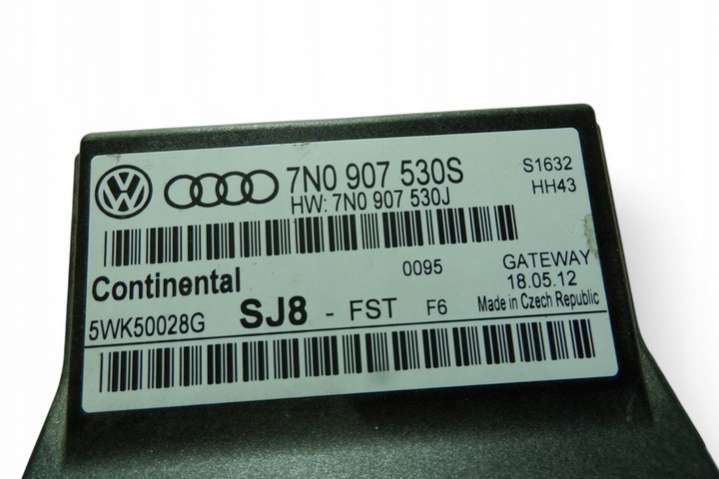 7N0 907 530S S1632
HW: 7N0 907 530J HH43
Continental 0095 GATEWAY
18.05.12
5WK50028G SJ8 - FST F6 Made in Czech Republic